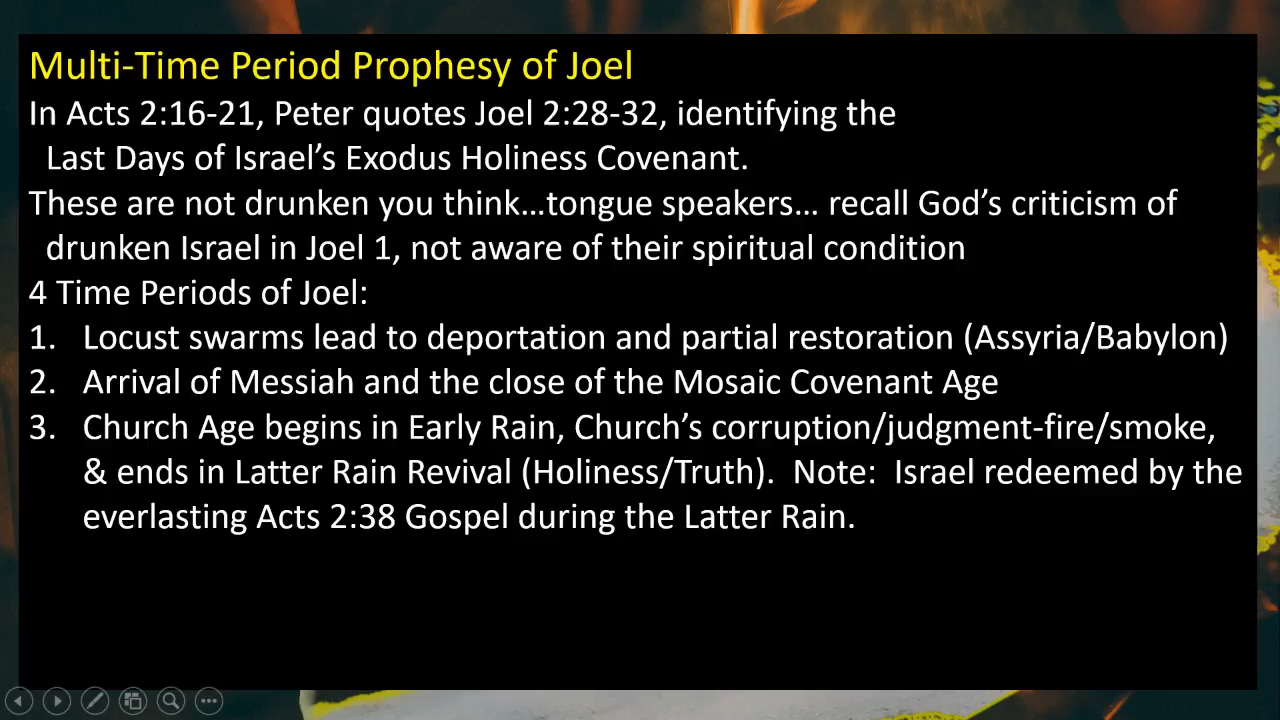 Multi-Time Period Prophesy of Joel
In Acts 2:16-21, Peter quotes Joel 2:28-32, identifying the
Last Days of Israel’s Exodus Holiness Covenant.
These are not drunken you think…tongue speakers… recall God’s criticism of
drunken Israel in Joel 1, not aware of their spiritual condition
4 Time Periods of Joel:
1. Locust swarms lead to deportation and partial restoration (Assyria/Babylon)
2. Arrival of Messiah and the close of the Mosaic Covenant Age
3. Church Age begins in Early Rain, Church’s corruption/judgment-fire/smoke,
& ends in Latter Rain Revival (Holiness/Truth).  Note:  Israel redeemed by the
everlasting Acts 2:38 Gospel during the Latter Rain.